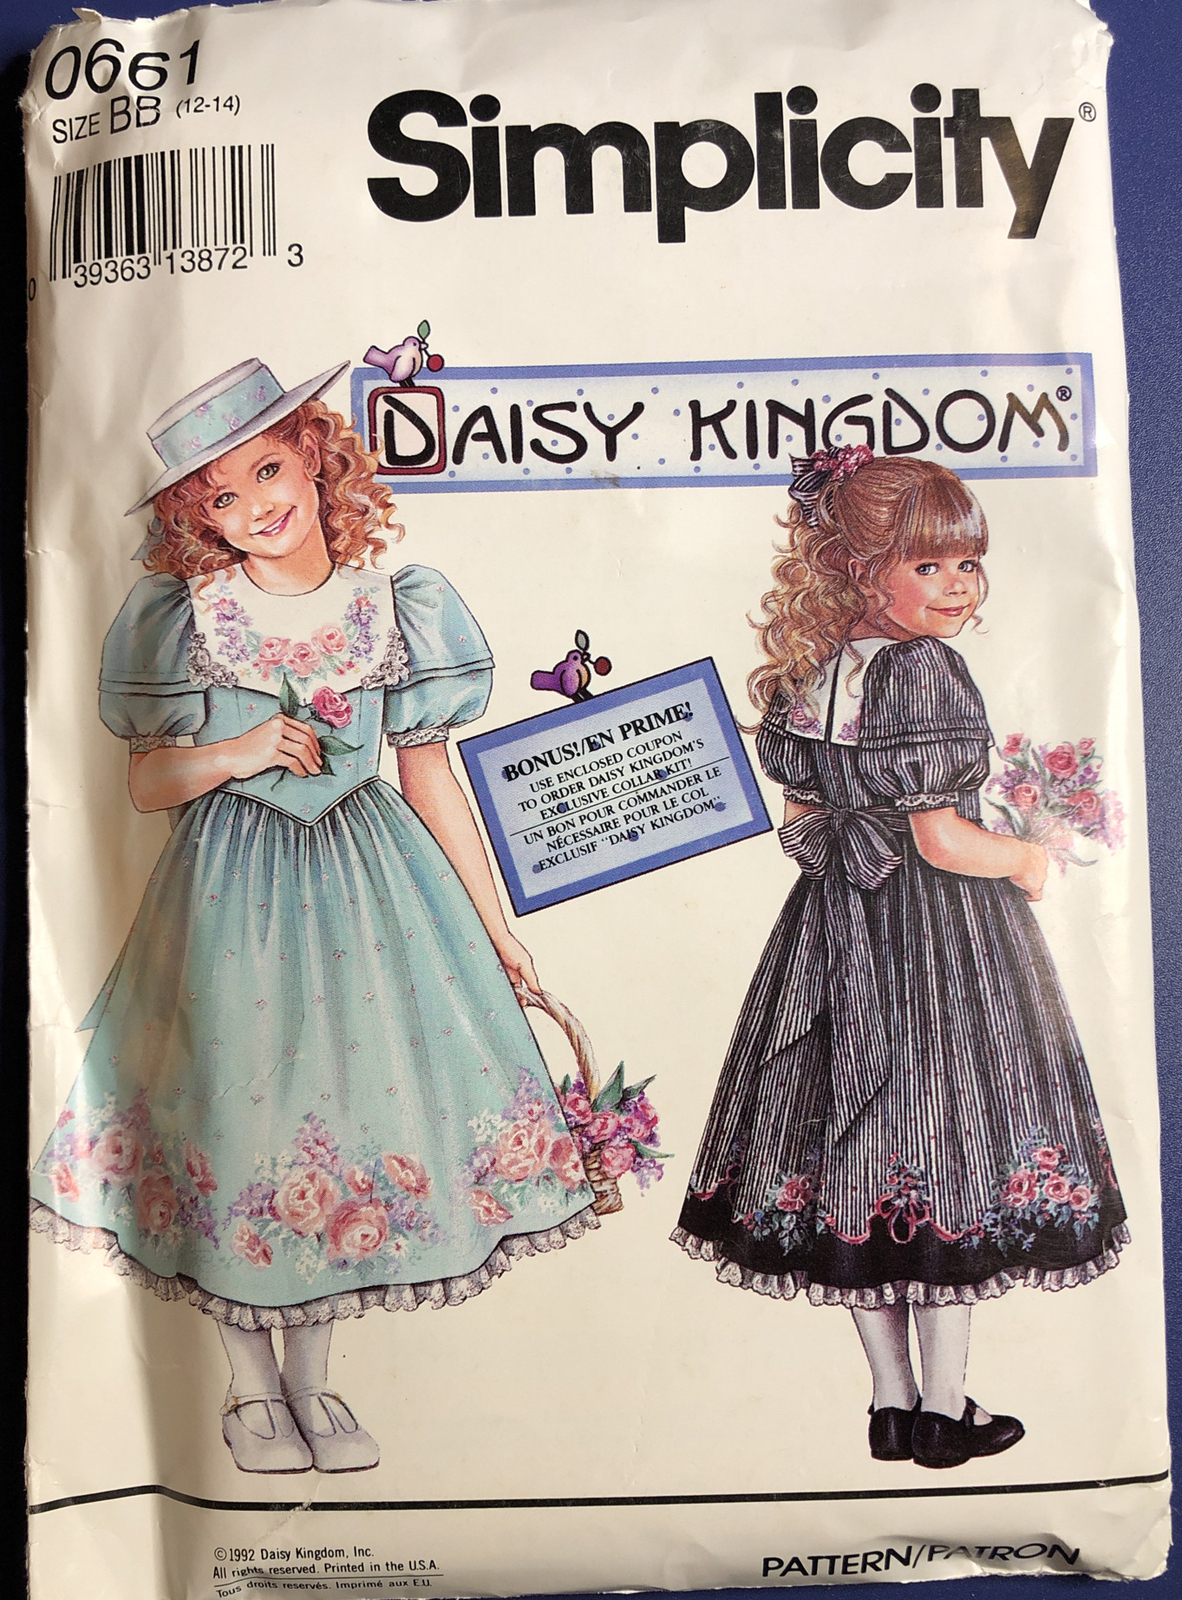 0661
SIZE BB (12-14)
0 39363 13872 3
Simplicity®
DAISY KINGDOM®
BONUS!/EN PRIME!
USE ENCLOSED COUPON
TO ORDER DAISY KINGDOM'S
EXCLUSIVE COLLAR KIT!
UN BON POUR COMMANDER LE
NÉCESSAIRE POUR LE COL
EXCLUSIF "DAISY KINGDOM".
©1992 Daisy Kingdom, Inc.
All rights reserved. Printed in the U.S.A.
Tous droits reservés. Imprimé aux E.U.
PATTERN/PATRON